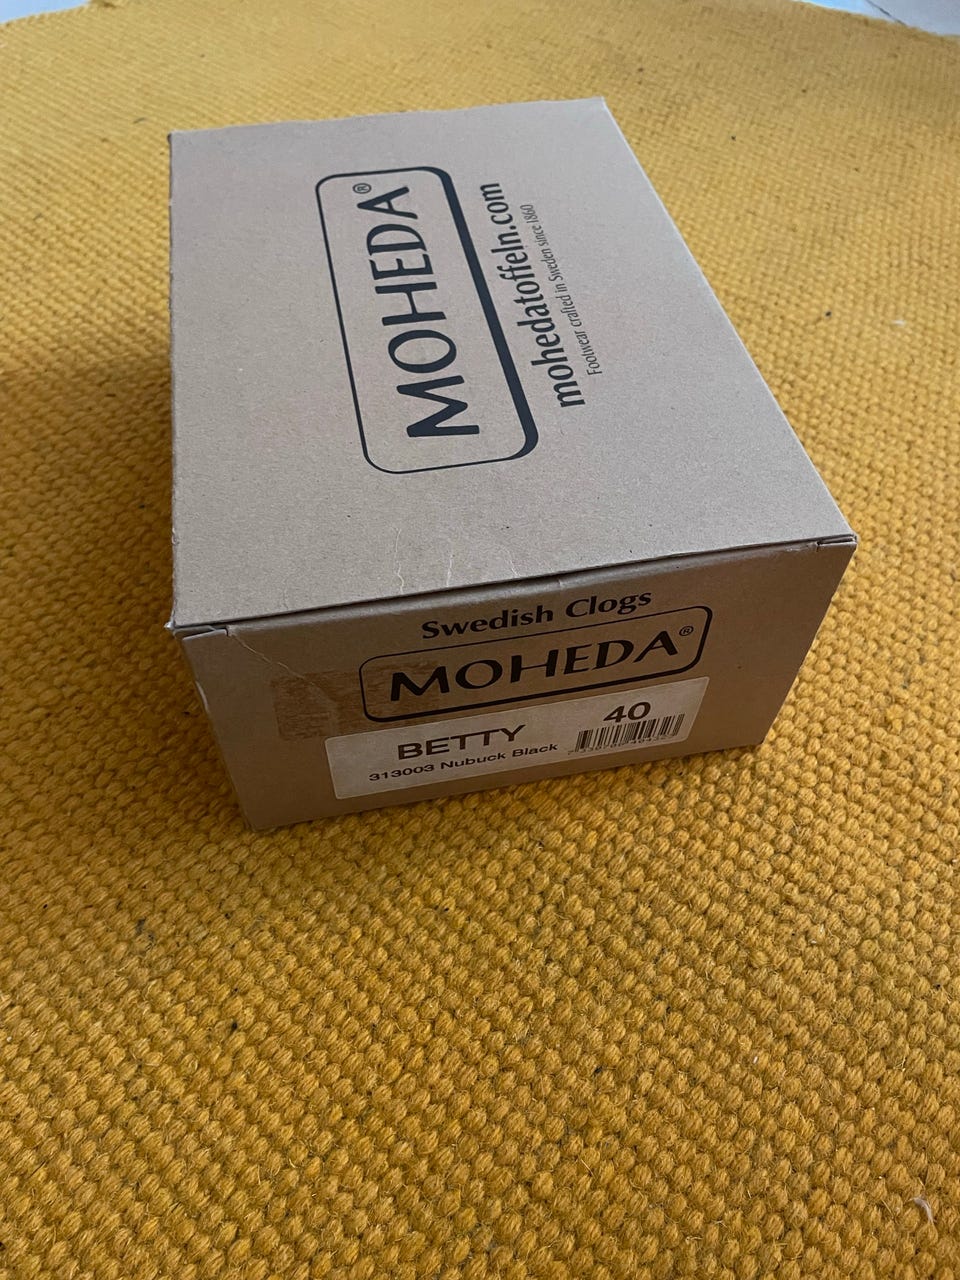 MOHEDA®
mohedatoffeln.com
Footwear crafted in Sweden since 1860
Swedish Clogs
MOHEDA®
BETTY 40
313003 Nubuck Black